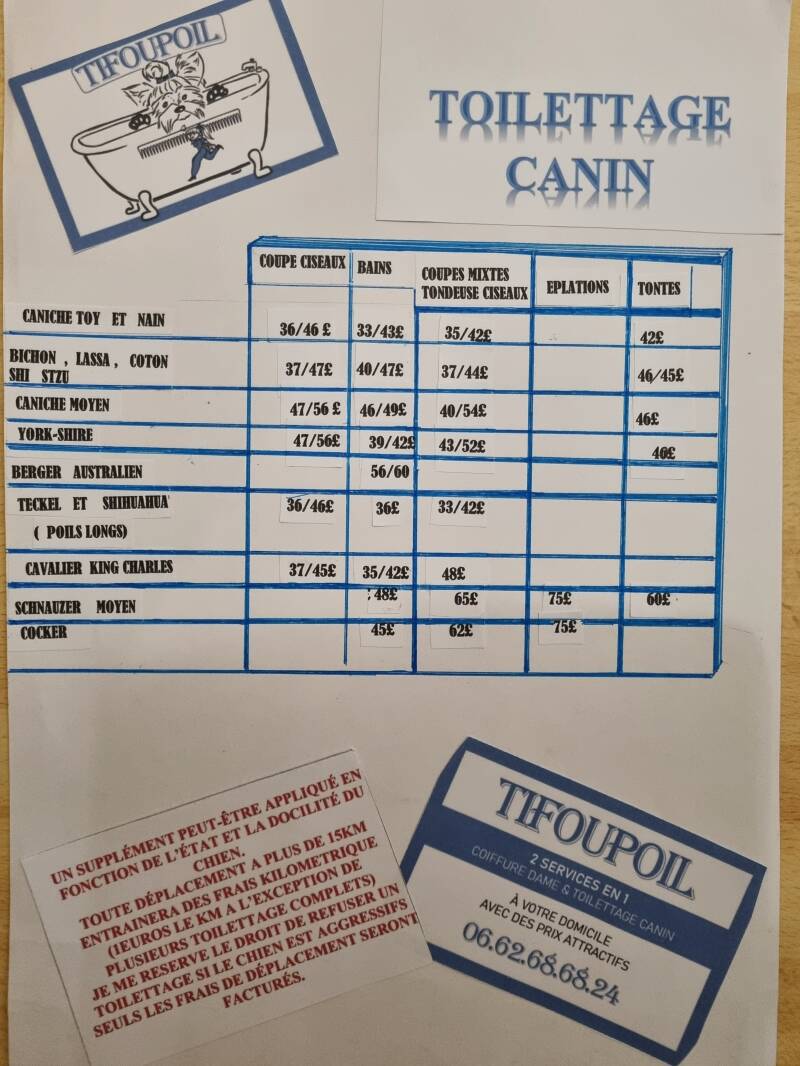 TIFOUPOIL
TOILETTAGE
CANIN
COUPE CISEAUX BAINS COUPES MIXTES TONDEUSE CISEAUX EPLATIONS TONTES
CANICHE TOY ET NAIN 36/46 £ 33/43£ 35/42£ 42£
BICHON , LASSA , COTON
SHI STZU 37/47£ 40/47£ 37/44£ 46/45£
CANICHE MOYEN 47/56 £ 46/49£ 40/54£ 46£
YORK-SHIRE 47/56£ 39/42£ 43/52£ 46£
BERGER AUSTRALIEN 56/60
TECKEL ET SHIHUAHUA 36/46£ 36£ 33/42£
( POILS LONGS)
CAVALIER KING CHARLES 37/45£ 35/42£ 48£
SCHNAUZER MOYEN : 48£ 65£ 75£ 60£
COCKER 45£ 62£ 75£
UN SUPPLÉMENT PEUT-ÊTRE APPLIQUÉ EN
FONCTION DE L'ÉTAT ET LA DOCILITÉ DU
CHIEN.
TOUTE DÉPLACEMENT A PLUS DE 15KM
ENTRAINERA DES FRAIS KILOMETRIQUE
(1EUROS LE KM A L'EXCEPTION DE
PLUSIEURS TOILETTAGE COMPLETS)
JE ME RESERVE LE DROIT DE REFUSER UN
TOILETTAGE SI LE CHIEN EST AGGRESSIFS
SEULS LES FRAIS DE DÉPLACEMENT SERONT
FACTURÉS.
TIFOUPOIL
2 SERVICES EN 1
COIFFURE DAME & TOILETTAGE CANIN
À VOTRE DOMICILE
AVEC DES PRIX ATTRACTIFS
06.62.68.68.24